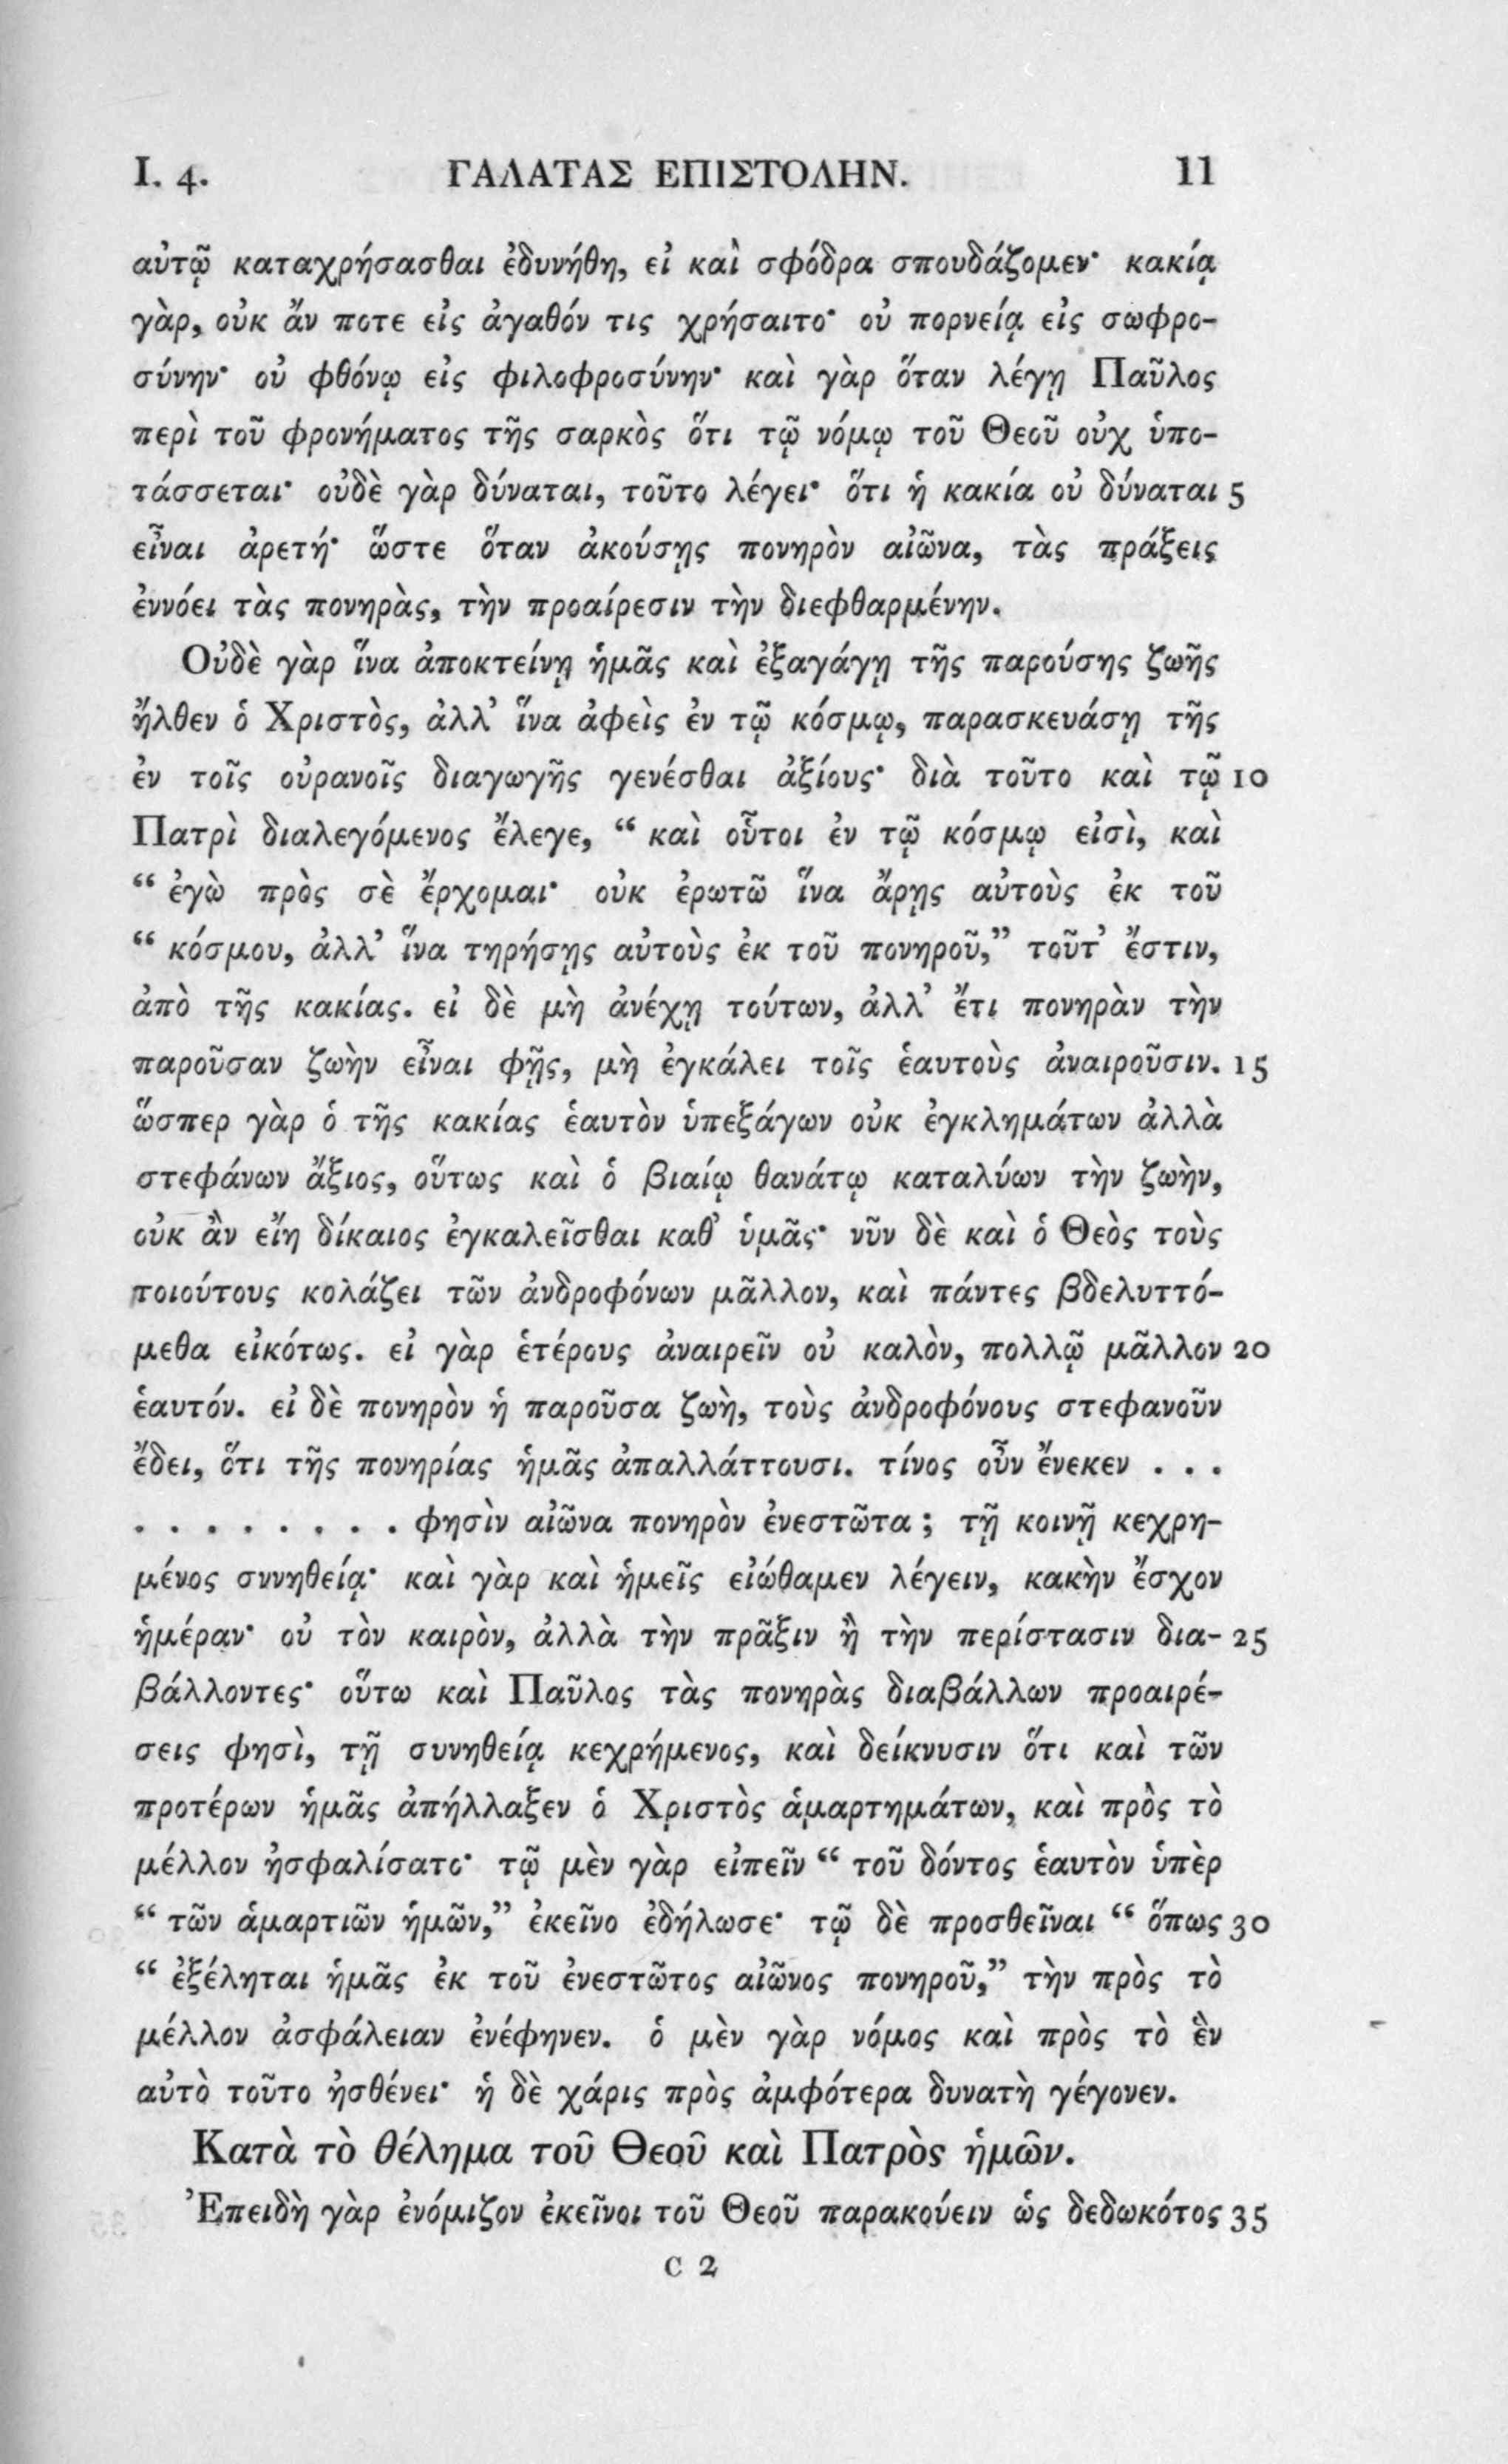 I. 4. ΓΑΛΑΤΑΣ ΕΠΙΣΤΟΛΗΝ. 11
αὐτῷ καταχρήσασθαι ἐδυνήθη, εἰ καὶ σφόδρα σπουδάζομεν· κακίᾳ
γὰρ, οὐκ ἄν ποτε εἰς ἀγαθόν τις χρήσαιτο· οὐ πορνείᾳ εἰς σωφρο-
σύνην· οὐ φθόνῳ εἰς φιλοφροσύνην· καὶ γὰρ ὅταν λέγῃ Παῦλος
περὶ τοῦ φρονήματος τῆς σαρκὸς ὅτι τῷ νόμῳ τοῦ Θεοῦ οὐχ ὑπο-
τάσσεται· οὐδὲ γὰρ δύναται, τοῦτο λέγει· ὅτι ἡ κακία οὐ δύναται 5
εἶναι ἀρετή· ὥστε ὅταν ἀκούσῃς πονηρὸν αἰῶνα, τὰς πράξεις
ἐννόει τὰς πονηρὰς, τὴν προαίρεσιν τὴν διεφθαρμένην.
Οὐδὲ γὰρ ἵνα ἀποκτείνῃ ἡμᾶς καὶ ἐξαγάγῃ τῆς παρούσης ζωῆς
ἦλθεν ὁ Χριστὸς, ἀλλ' ἵνα ἀφεὶς ἐν τῷ κόσμῳ, παρασκευάσῃ τῆς
ἐν τοῖς οὐρανοῖς διαγωγῆς γενέσθαι ἀξίους· διὰ τοῦτο καὶ τῷ 10
Πατρὶ διαλεγόμενος ἔλεγε, “ καὶ οὗτοι ἐν τῷ κόσμῳ εἰσὶ, καὶ
“ ἐγὼ πρὸς σὲ ἔρχομαι· οὐκ ἐρωτῶ ἵνα ἄρῃς αὐτοὺς ἐκ τοῦ
“ κόσμου, ἀλλ' ἵνα τηρήσῃς αὐτοὺς ἐκ τοῦ πονηροῦ,” τοῦτ' ἔστιν,
ἀπὸ τῆς κακίας. εἰ δὲ μὴ ἀνέχῃ τούτων, ἀλλ' ἔτι πονηρὰν τὴν
παροῦσαν ζωὴν εἶναι φῇς, μὴ ἐγκάλει τοῖς ἑαυτοὺς ἀναιροῦσιν. 15
ὥσπερ γὰρ ὁ τῆς κακίας ἑαυτὸν ὑπεξάγων οὐκ ἐγκλημάτων ἀλλὰ
στεφάνων ἄξιος, οὕτως καὶ ὁ βιαίῳ θανάτῳ καταλύων τὴν ζωὴν,
οὐκ ἂν εἴη δίκαιος ἐγκαλεῖσθαι καθ' ὑμᾶς· νῦν δὲ καὶ ὁ Θεὸς τοὺς
τοιούτους κολάζει τῶν ἀνδροφόνων μᾶλλον, καὶ πάντες βδελυττό-
μεθα εἰκότως. εἰ γὰρ ἑτέρους ἀναιρεῖν οὐ καλὸν, πολλῷ μᾶλλον 20
ἑαυτόν. εἰ δὲ πονηρὸν ἡ παροῦσα ζωὴ, τοὺς ἀνδροφόνους στεφανοῦν
ἔδει, ὅτι τῆς πονηρίας ἡμᾶς ἀπαλλάττουσι. τίνος οὖν ἕνεκεν . . .
. . . . . . . . φησὶν αἰῶνα πονηρὸν ἐνεστῶτα ; τῇ κοινῇ κεχρη-
μένος συνηθείᾳ· καὶ γὰρ καὶ ἡμεῖς εἰώθαμεν λέγειν, κακὴν ἔσχον
ἡμέραν· οὐ τὸν καιρὸν, ἀλλὰ τὴν πρᾶξιν ἢ τὴν περίστασιν δια- 25
βάλλοντες· οὕτω καὶ Παῦλος τὰς πονηρὰς διαβάλλων προαιρέ-
σεις φησὶ, τῇ συνηθείᾳ κεχρήμενος, καὶ δείκνυσιν ὅτι καὶ τῶν
προτέρων ἡμᾶς ἀπήλλαξεν ὁ Χριστὸς ἁμαρτημάτων, καὶ πρὸς τὸ
μέλλον ἠσφαλίσατο· τῷ μὲν γὰρ εἰπεῖν “ τοῦ δόντος ἑαυτὸν ὑπὲρ
“ τῶν ἁμαρτιῶν ἡμῶν,” ἐκεῖνο ἐδήλωσε· τῷ δὲ προσθεῖναι “ ὅπως 30
“ ἐξέληται ἡμᾶς ἐκ τοῦ ἐνεστῶτος αἰῶνος πονηροῦ,” τὴν πρὸς τὸ
μέλλον ἀσφάλειαν ἐνέφηνεν. ὁ μὲν γὰρ νόμος καὶ πρὸς τὸ ἓν
αὐτὸ τοῦτο ἠσθένει· ἡ δὲ χάρις πρὸς ἀμφότερα δυνατὴ γέγονεν.
Κατὰ τὸ θέλημα τοῦ Θεοῦ καὶ Πατρὸς ἡμῶν.
Ἐπειδὴ γὰρ ἐνόμιζον ἐκεῖνοι τοῦ Θεοῦ παρακούειν ὡς δεδωκότος 35
C 2